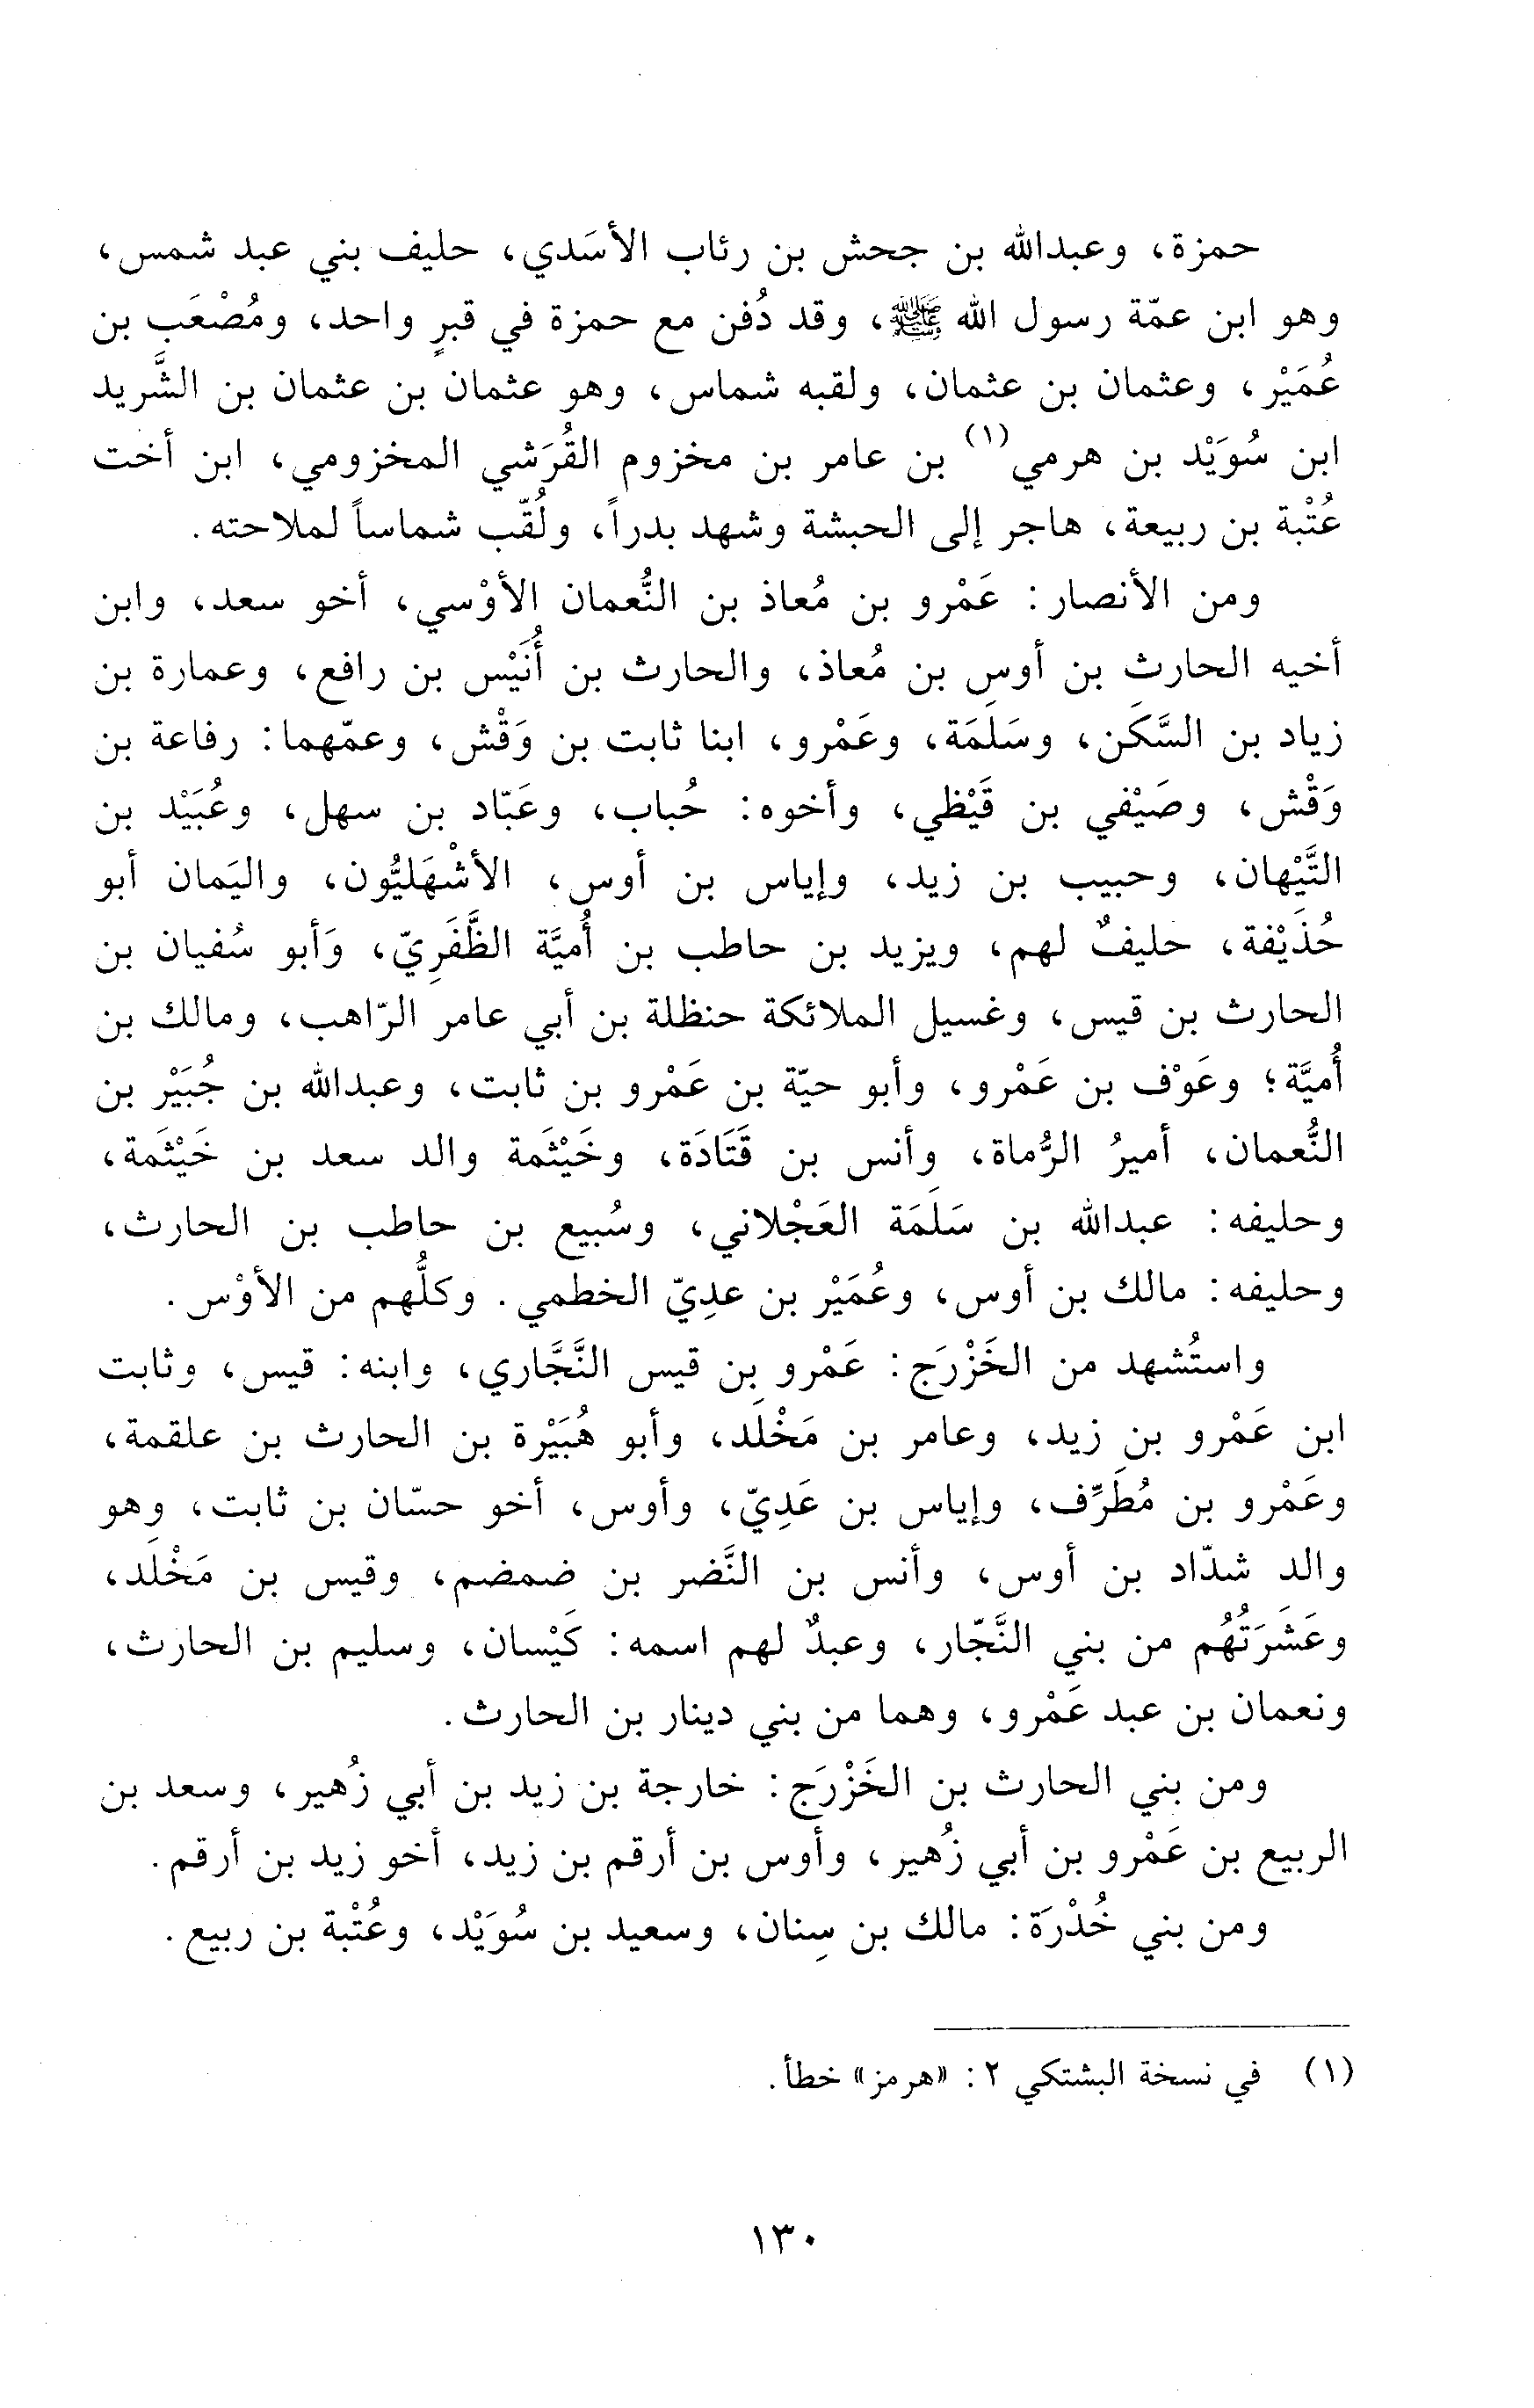 حمزة، وعبدالله بن جحش بن رئاب الأسَدي، حليف بني عبد شمس،
وهو ابن عمّة رسول الله ﷺ، وقد دُفن مع حمزة في قبرٍ واحد، ومُصْعَب بن
عُمَيْر، وعثمان بن عثمان، ولقبه شماس، وهو عثمان بن عثمان بن الشَّريد
ابن سُوَيْد بن هرمي(١) بن عامر بن مخزوم القُرَشي المخزومي، ابن أخت
عُتْبة بن ربيعة، هاجر إلى الحبشة وشهد بدراً، ولُقّب شماساً لملاحته.
ومن الأنصار: عَمْرو بن مُعاذ بن النُّعمان الأوْسي، أخو سعد، وابن
أخيه الحارث بن أوس بن مُعاذ، والحارث بن أُنَيْس بن رافع، وعمارة بن
زياد بن السَّكَن، وسَلَمَة، وعَمْرو، ابنا ثابت بن وَقْش، وعمّهما: رفاعة بن
وَقْش، وصَيْفي بن قَيْظي، وأخوه: حُباب، وعَبّاد بن سهل، وعُبَيْد بن
التَّيْهان، وحبيب بن زيد، وإياس بن أوس، الأشْهَليُّون، واليَمان أبو
حُذَيْفة، حليفٌ لهم، ويزيد بن حاطب بن أُميَّة الظَّفَرِيّ، وَأبو سُفيان بن
الحارث بن قيس، وغسيل الملائكة حنظلة بن أبي عامر الرّاهب، ومالك بن
أُميَّة؛ وعَوْف بن عَمْرو، وأبو حيّة بن عَمْرو بن ثابت، وعبدالله بن جُبَيْر بن
النُّعمان، أميرُ الرُّماة، وأنس بن قَتَادَة، وخَيْثَمة والد سعد بن خَيْثَمة،
وحليفه: عبدالله بن سَلَمَة العَجْلاني، وسُبيع بن حاطب بن الحارث،
وحليفه: مالك بن أوس، وعُمَيْر بن عدِيّ الخطمي. وكلُّهم من الأوْس.
واستُشهد من الخَزْرَج: عَمْرو بن قيس النَّجَّاري، وابنه: قيس، وثابت
ابن عَمْرو بن زيد، وعامر بن مَخْلَد، وأبو هُبَيْرة بن الحارث بن علقمة،
وعَمْرو بن مُطَرِّف، وإياس بن عَدِيّ، وأوس، أخو حسّان بن ثابت، وهو
والد شدّاد بن أوس، وأنس بن النَّضر بن ضمضم، وقيس بن مَخْلَد،
وعَشَرَتُهُم من بني النَّجّار، وعبدٌ لهم اسمه: كَيْسان، وسليم بن الحارث،
ونعمان بن عبد عَمْرو، وهما من بني دينار بن الحارث.
ومن بني الحارث بن الخَزْرَج: خارجة بن زيد بن أبي زُهير، وسعد بن
الربيع بن عَمْرو بن أبي زُهير، وأوس بن أرقم بن زيد، أخو زيد بن أرقم.
ومن بني خُدْرَة: مالك بن سِنان، وسعيد بن سُوَيْد، وعُتْبة بن ربيع.
(١) في نسخة البشتكي ٢: «هرمز» خطأ.
١٣٠